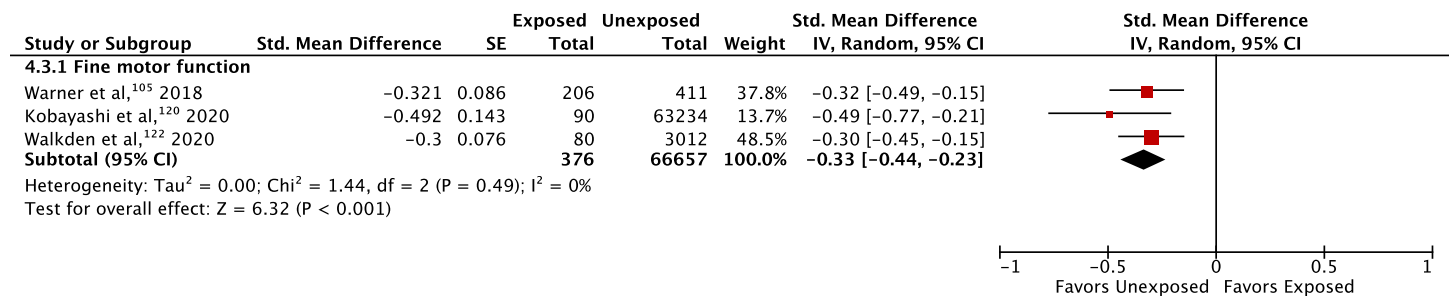 Exposed Unexposed Std. Mean Difference Std. Mean Difference
Study or Subgroup Std. Mean Difference SE Total Total Weight IV, Random, 95% CI IV, Random, 95% CI
4.3.1 Fine motor function
Warner et al,¹⁰⁵ 2018 −0.321 0.086 206 411 37.8% −0.32 [−0.49, −0.15]
Kobayashi et al,¹²⁰ 2020 −0.492 0.143 90 63234 13.7% −0.49 [−0.77, −0.21]
Walkden et al,¹²² 2020 −0.3 0.076 80 3012 48.5% −0.30 [−0.45, −0.15]
Subtotal (95% CI) 376 66657 100.0% −0.33 [−0.44, −0.23]
Heterogeneity: Tau² = 0.00; Chi² = 1.44, df = 2 (P = 0.49); I² = 0%
Test for overall effect: Z = 6.32 (P < 0.001)
−1 −0.5 0 0.5 1
Favors Unexposed Favors Exposed